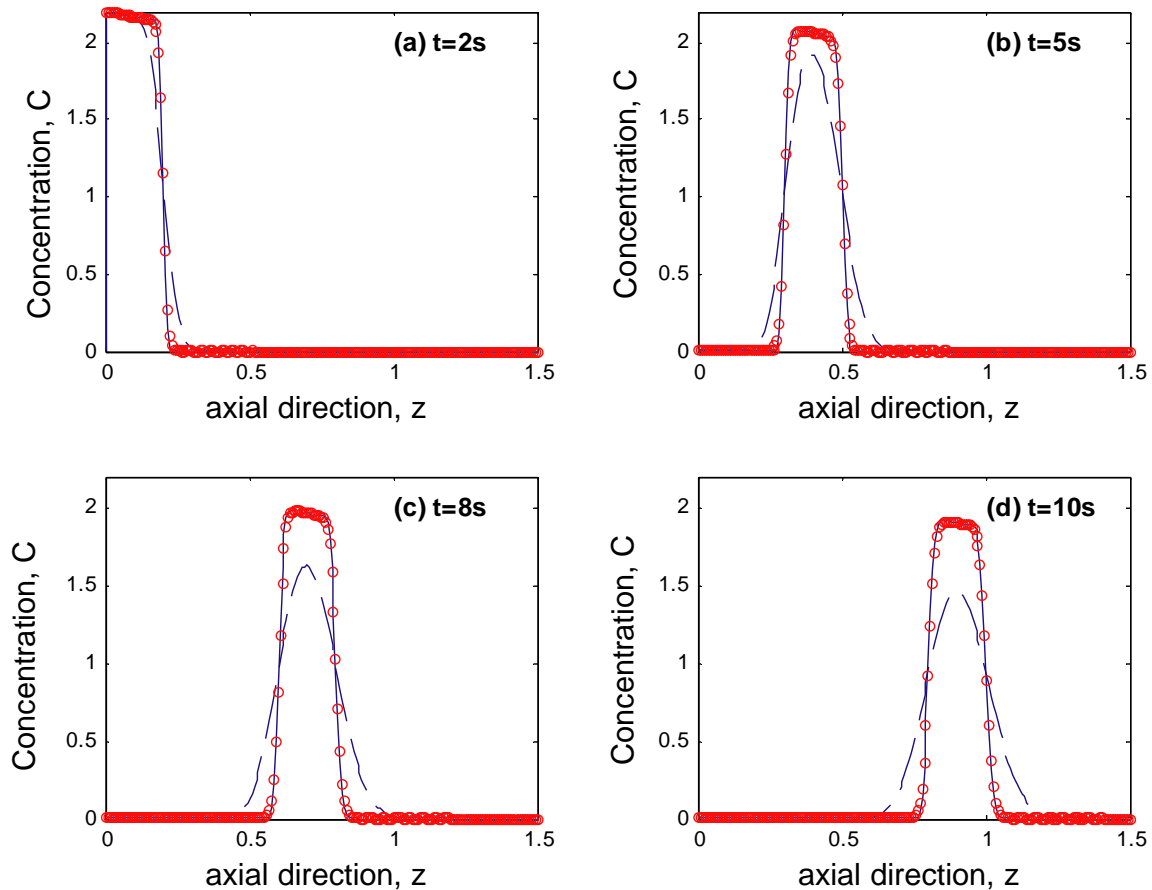 (a) t=2s
Concentration, C
2
1.5
1
0.5
0
0 0.5 1 1.5
axial direction, z
(b) t=5s
Concentration, C
2
1.5
1
0.5
0
0 0.5 1 1.5
axial direction, z
(c) t=8s
Concentration, C
2
1.5
1
0.5
0
0 0.5 1 1.5
axial direction, z
(d) t=10s
Concentration, C
2
1.5
1
0.5
0
0 0.5 1 1.5
axial direction, z